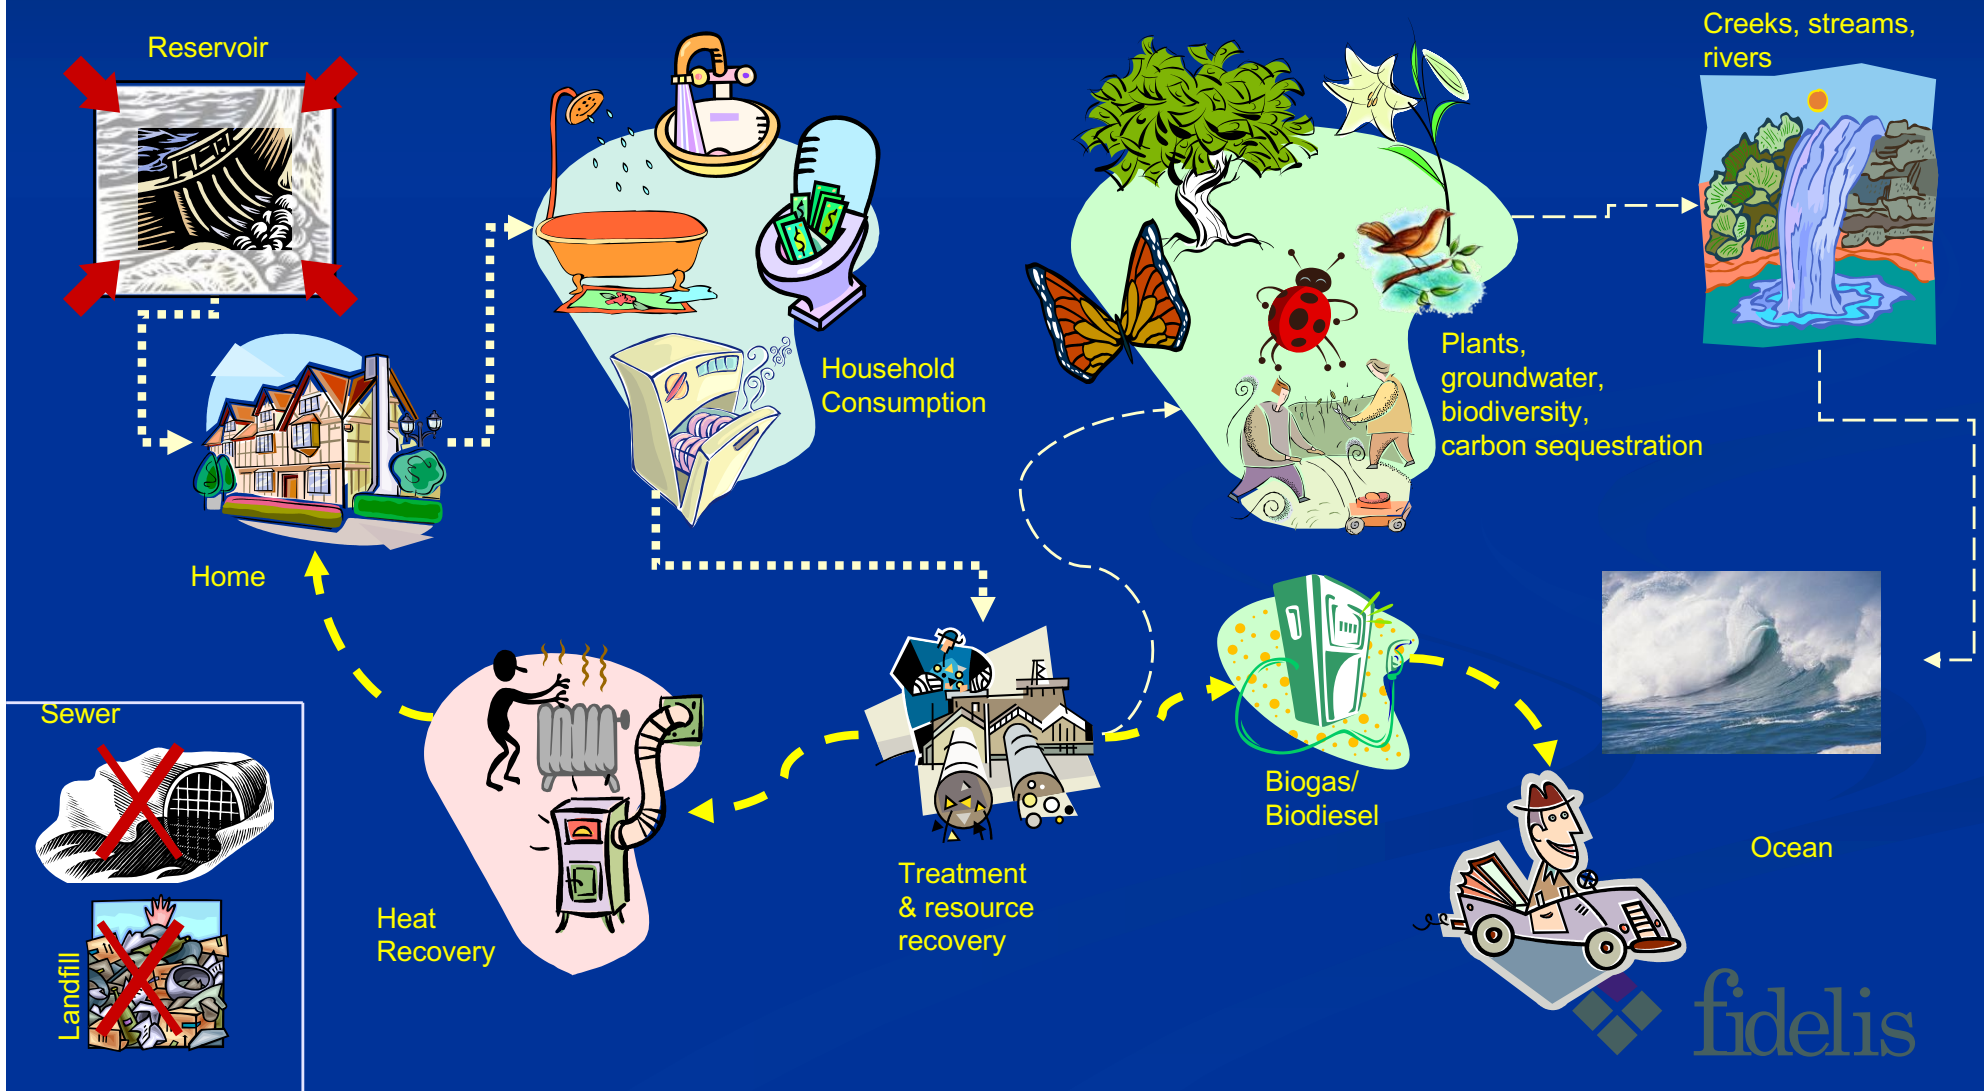 Reservoir
Creeks, streams,
rivers
Household
Consumption
Plants,
groundwater,
biodiversity,
carbon sequestration
Home
Sewer
Landfill
Heat
Recovery
Treatment
& resource
recovery
Biogas/
Biodiesel
Ocean
fidelis